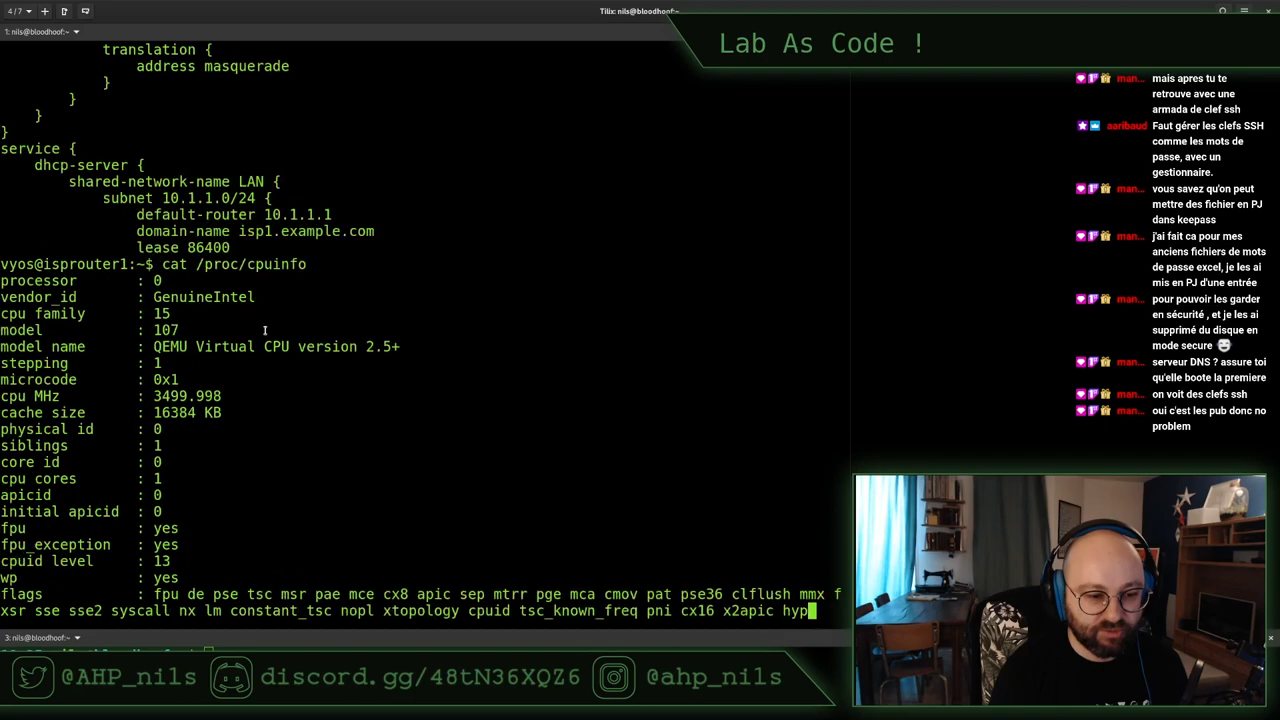 4 / 7
Tilix: nils@bloodhoof:~
1: nils@bloodhoof:~
translation {
address masquerade
}
}
}
}
service {
dhcp-server {
shared-network-name LAN {
subnet 10.1.1.0/24 {
default-router 10.1.1.1
domain-name isp1.example.com
lease 86400
vyos@isprouter1:~$ cat /proc/cpuinfo
processor : 0
vendor_id : GenuineIntel
cpu family : 15
model : 107
model name : QEMU Virtual CPU version 2.5+
stepping : 1
microcode : 0x1
cpu MHz : 3499.998
cache size : 16384 KB
physical id : 0
siblings : 1
core id : 0
cpu cores : 1
apicid : 0
initial apicid : 0
fpu : yes
fpu_exception : yes
cpuid level : 13
wp : yes
flags : fpu de pse tsc msr pae mce cx8 apic sep mtrr pge mca cmov pat pse36 clflush mmx f
xsr sse sse2 syscall nx lm constant_tsc nopl xtopology cpuid tsc_known_freq pni cx16 x2apic hyp
3: nils@bloodhoof:~
Lab As Code !
man... mais apres tu te
retrouve avec une
armada de clef ssh
aaribaud Faut gérer les clefs SSH
comme les mots de
passe, avec un
gestionnaire.
man... vous savez qu'on peut
mettre des fichier en PJ
dans keepass
man... j'ai fait ca pour mes
anciens fichiers de mots
de passe excel, je les ai
mis en PJ d'une entrée
man... pour pouvoir les garder
en sécurité , et je les ai
supprimé du disque en
mode secure
man... serveur DNS ? assure toi
qu'elle boote la premiere
man... on voit des clefs ssh
man... oui c'est les pub donc no
problem
@AHP_nils
discord.gg/48tN36XQZ6
@ahp_nils